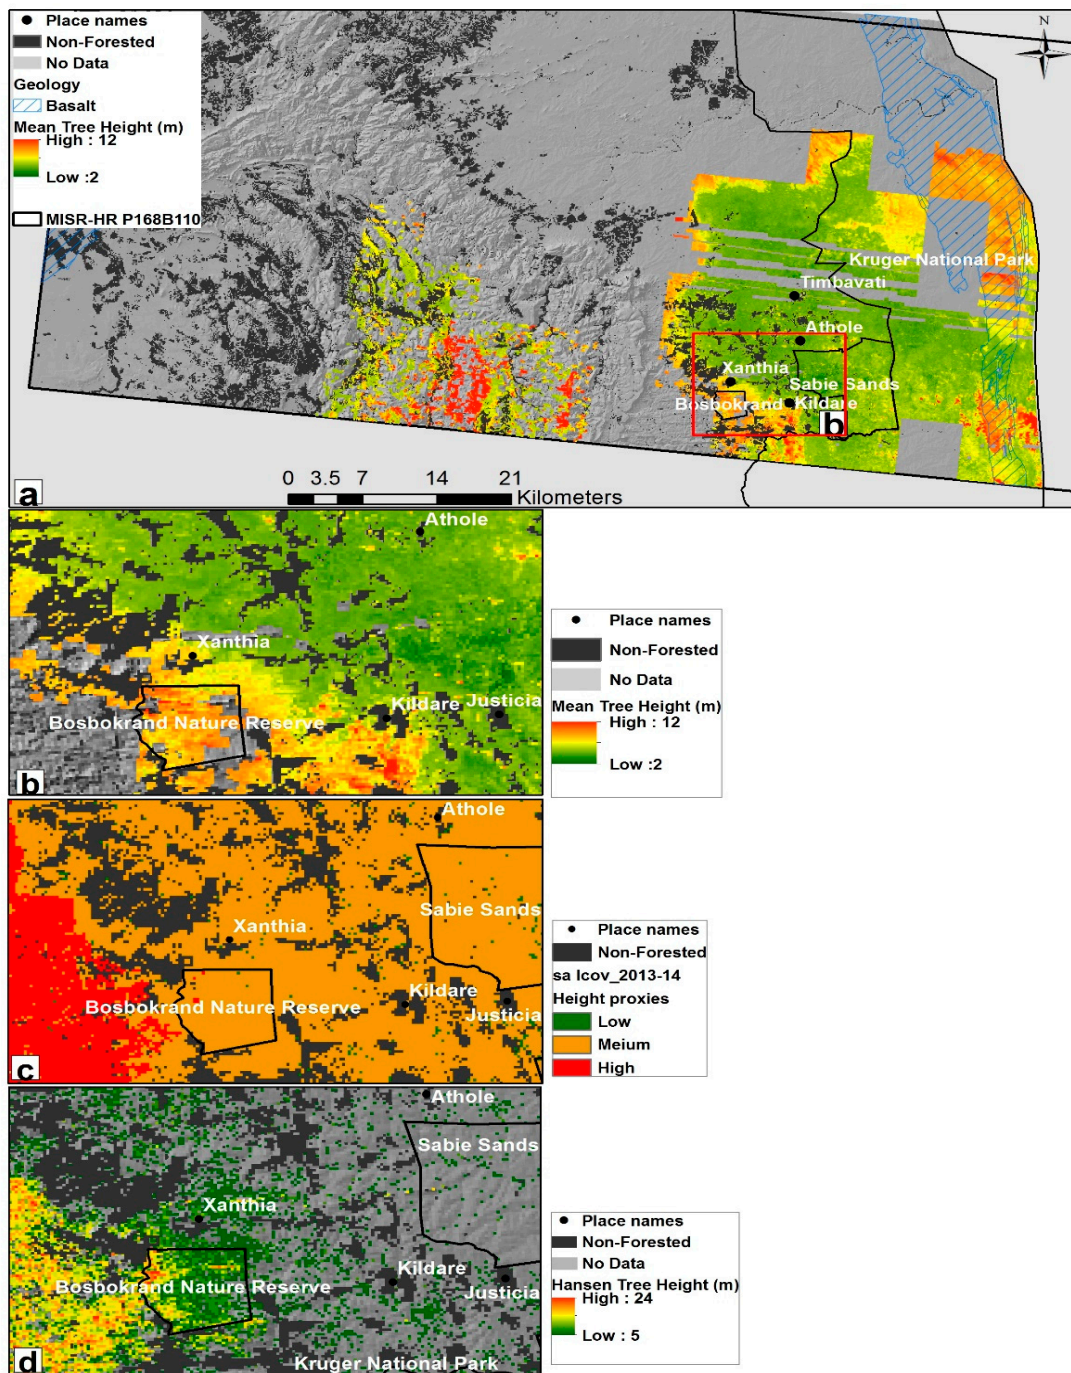 Place names
Non-Forested
No Data
Geology
Basalt
Mean Tree Height (m)
High : 12
Low :2
MISR-HR P168B110
N
Kruger National Park
Timbavati
Athole
Xanthia
Sabie Sands
Bosbokrand
Kildare
b
a
0 3.5 7 14 21
Kilometers
Athole
Xanthia
Kildare
Justicia
Bosbokrand Nature Reserve
b
Place names
Non-Forested
No Data
Mean Tree Height (m)
High : 12
Low :2
Athole
Sabie Sands
Xanthia
Kildare
Bosbokrand Nature Reserve
Justicia
c
Place names
Non-Forested
sa lcov_2013-14
Height proxies
Low
Meium
High
Athole
Sabie Sands
Xanthia
Kildare
Bosbokrand Nature Reserve
Justicia
Kruger National Park
d
Place names
Non-Forested
No Data
Hansen Tree Height (m)
High : 24
Low : 5